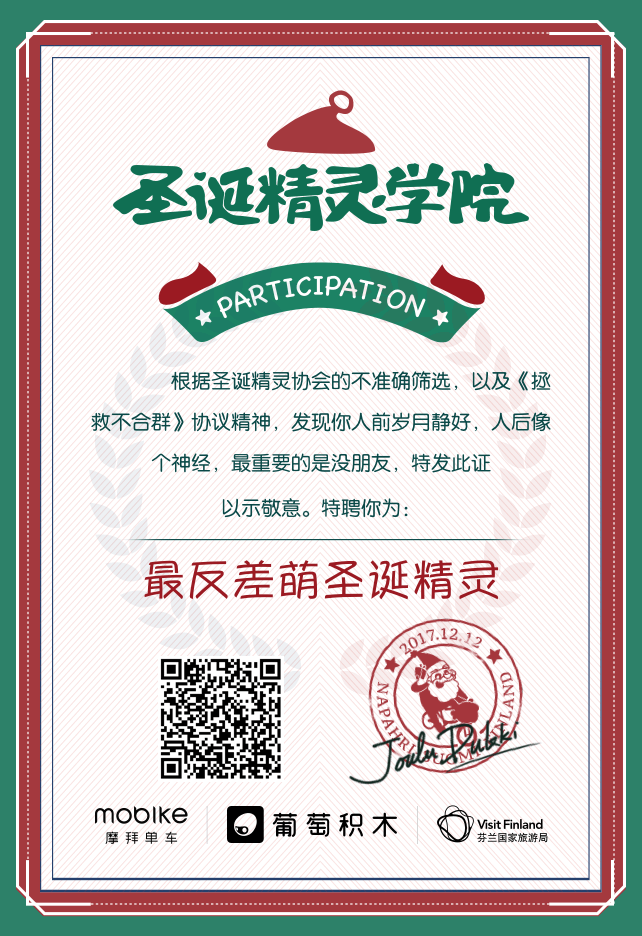 圣诞精灵学院
PARTICIPATION
根据圣诞精灵协会的不准确筛选，以及《拯
救不合群》协议精神，发现你人前岁月静好，人后像
个神经，最重要的是没朋友，特发此证
以示敬意。特聘你为：
最反差萌圣诞精灵
2017.12.12
NAPAHRI SUOMI FINLAND
Joulu Pukki
mobike
摩拜单车
葡萄积木
Visit Finland
芬兰国家旅游局